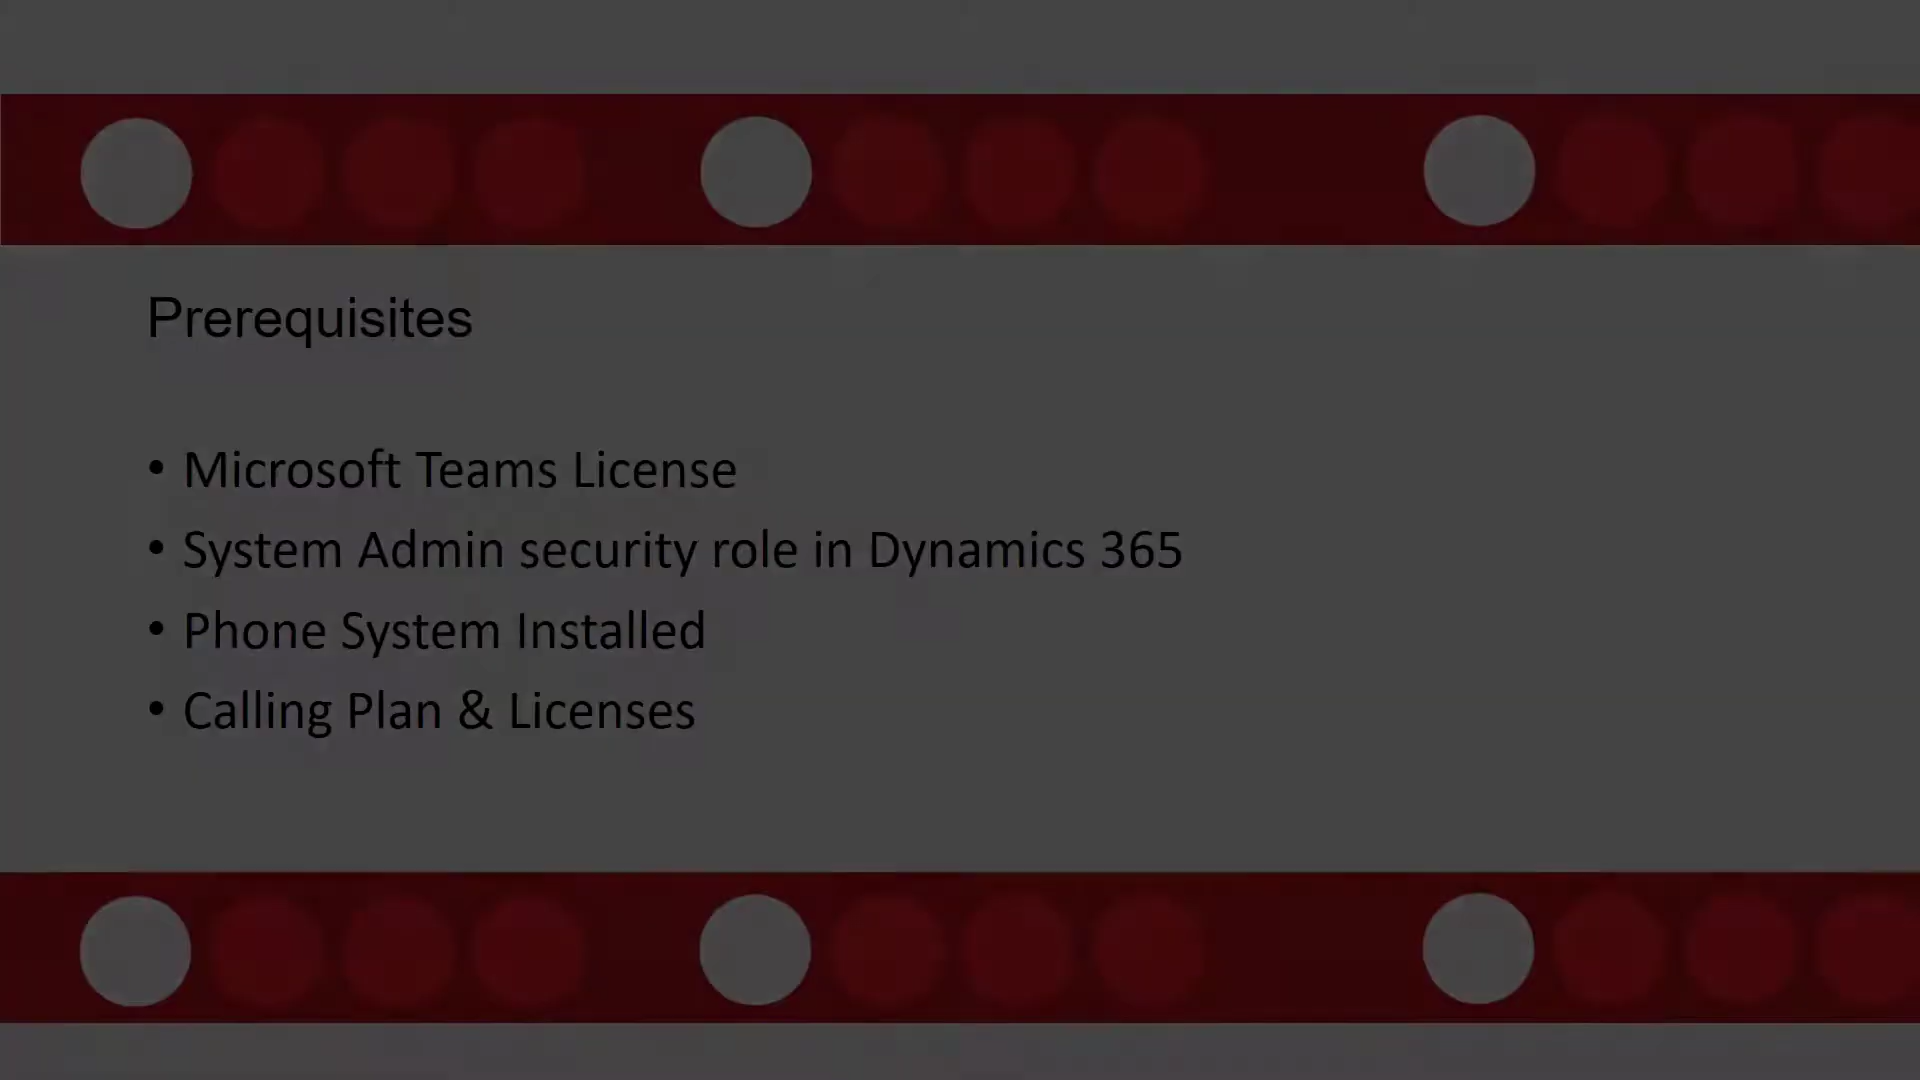 Prerequisites
• Microsoft Teams License
• System Admin security role in Dynamics 365
• Phone System Installed
• Calling Plan & Licenses